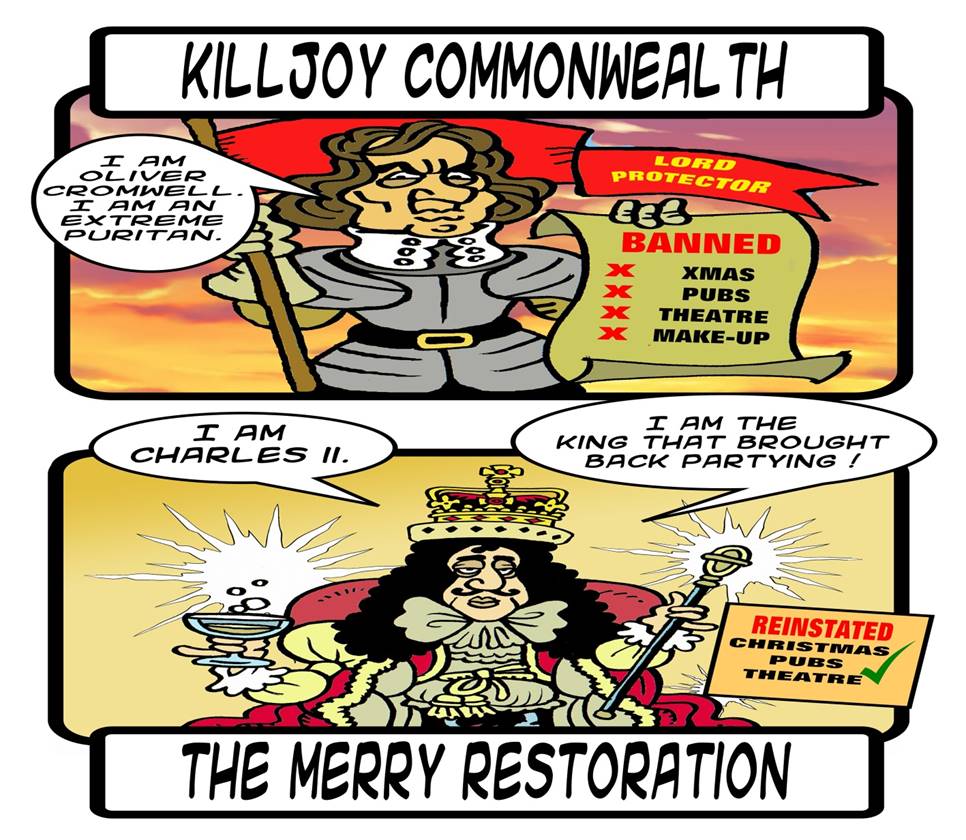 KILLJOY COMMONWEALTH
I AM
OLIVER
CROMWELL.
I AM AN
EXTREME
PURITAN.
LORD
PROTECTOR
BANNED
X XMAS
X PUBS
X THEATRE
X MAKE-UP
I AM
CHARLES II.
I AM THE
KING THAT BROUGHT
BACK PARTYING !
REINSTATED
CHRISTMAS
PUBS
THEATRE
THE MERRY RESTORATION